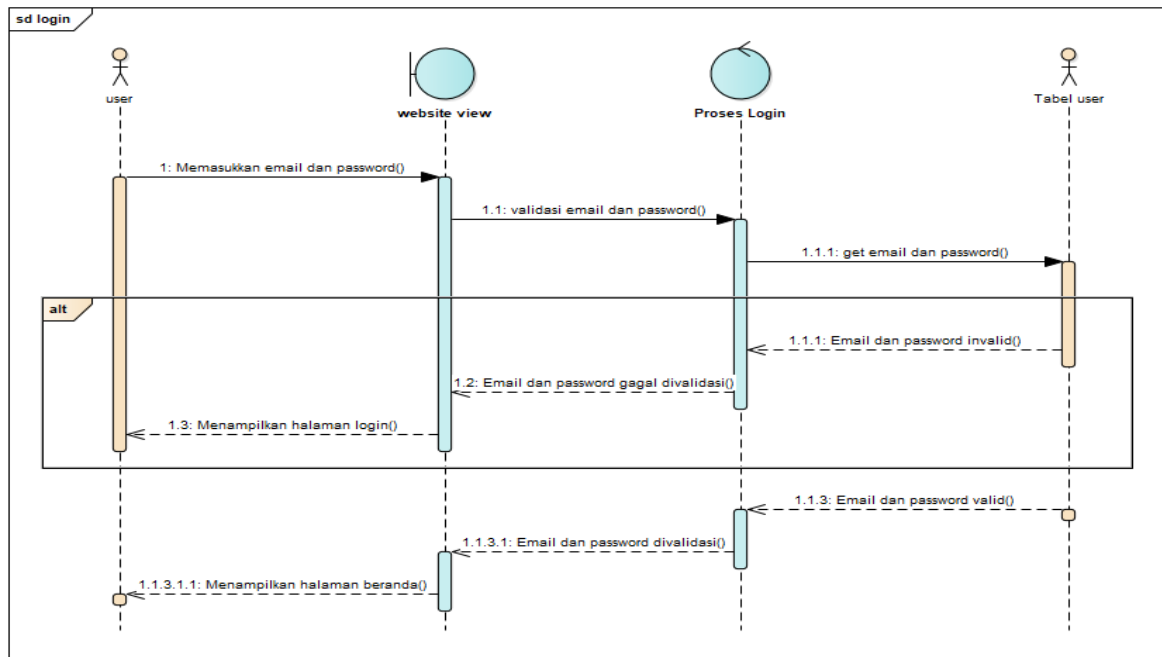 sd login
user
website view
Proses Login
Tabel user
1: Memasukkan email dan password()
1.1: validasi email dan password()
1.1.1: get email dan password()
alt
1.1.1: Email dan password invalid()
1.2: Email dan password gagal divalidasi()
1.3: Menampilkan halaman login()
1.1.3: Email dan password valid()
1.1.3.1: Email dan password divalidasi()
1.1.3.1.1: Menampilkan halaman beranda()